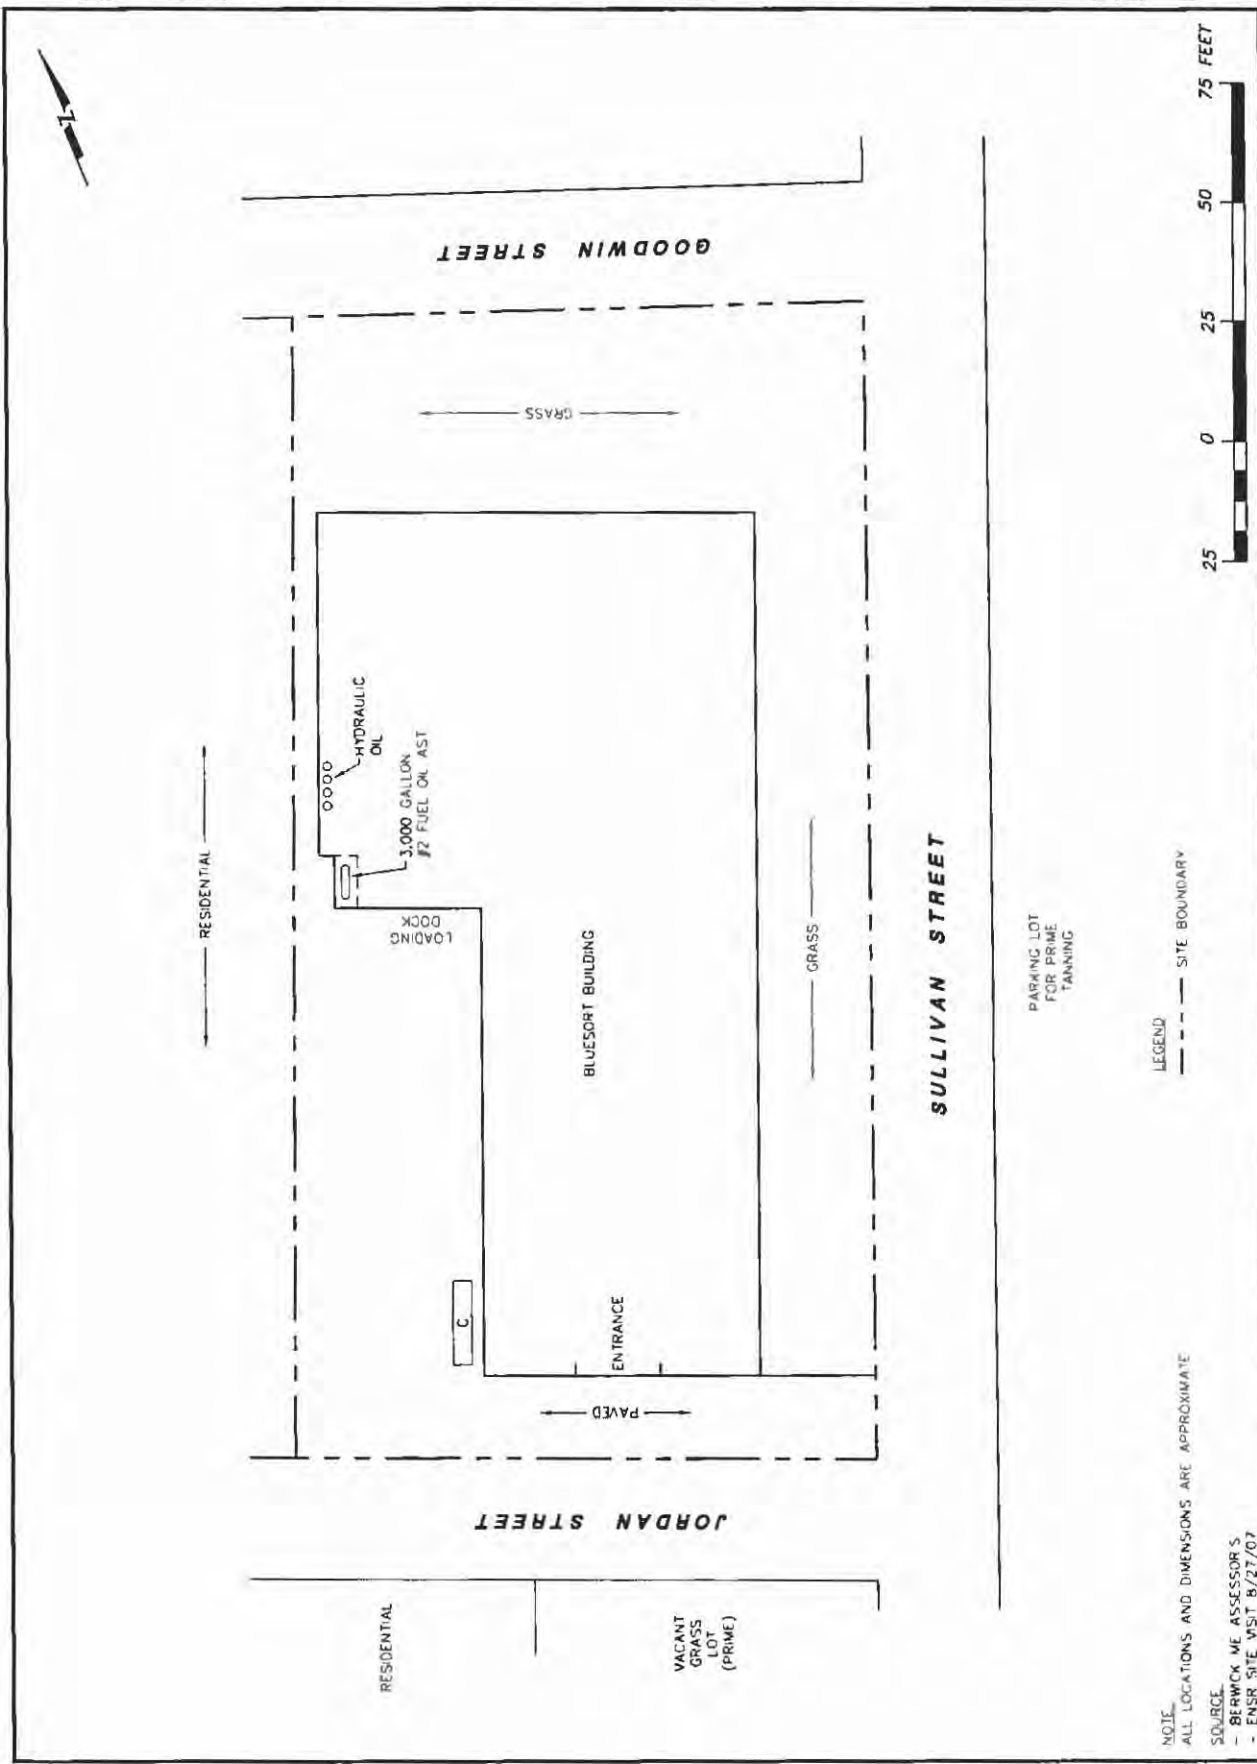 N
RESIDENTIAL
GOODWIN STREET
GRASS
HYDRAULIC
OIL
3,000 GALLON
#2 FUEL OIL AST
LOADING
DOCK
BLUESORT BUILDING
GRASS
C
ENTRANCE
PAVED
SULLIVAN STREET
JORDAN STREET
RESIDENTIAL
VACANT
GRASS
LOT
(PRIME)
PARKING LOT
FOR PRIME
TANNING
LEGEND
SITE BOUNDARY
NOTE
ALL LOCATIONS AND DIMENSIONS ARE APPROXIMATE
SOURCE
- BERWICK ME ASSESSOR'S
- ENSR SITE VISIT 8/27/07
25 0 25 50 75 FEET